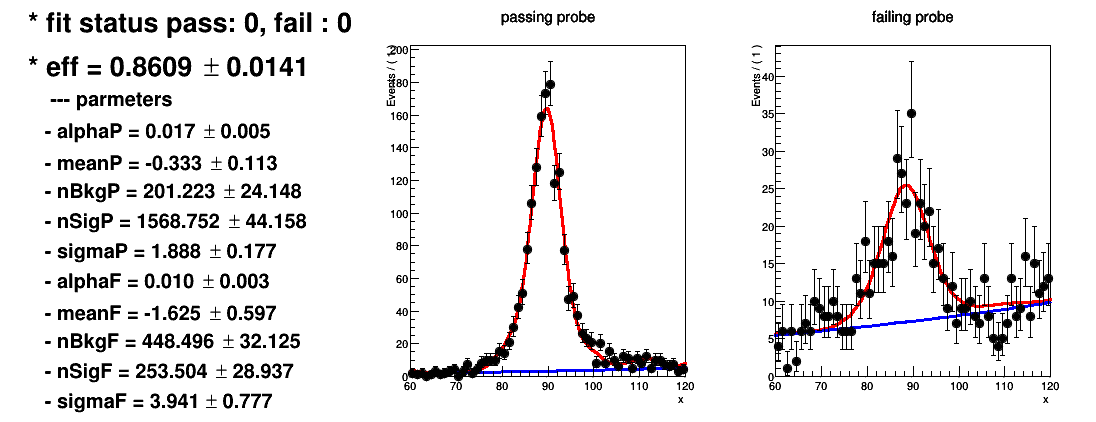 * fit status pass: 0, fail : 0
* eff = 0.8609 ± 0.0141
--- parmeters
- alphaP = 0.017 ± 0.005
- meanP = -0.333 ± 0.113
- nBkgP = 201.223 ± 24.148
- nSigP = 1568.752 ± 44.158
- sigmaP = 1.888 ± 0.177
- alphaF = 0.010 ± 0.003
- meanF = -1.625 ± 0.597
- nBkgF = 448.496 ± 32.125
- nSigF = 253.504 ± 28.937
- sigmaF = 3.941 ± 0.777
passing probe
Events / ( 1 )
200
180
160
140
120
100
80
60
40
20
0
60 70 80 90 100 110 120
x
failing probe
Events / ( 1 )
40
35
30
25
20
15
10
5
0
60 70 80 90 100 110 120
x